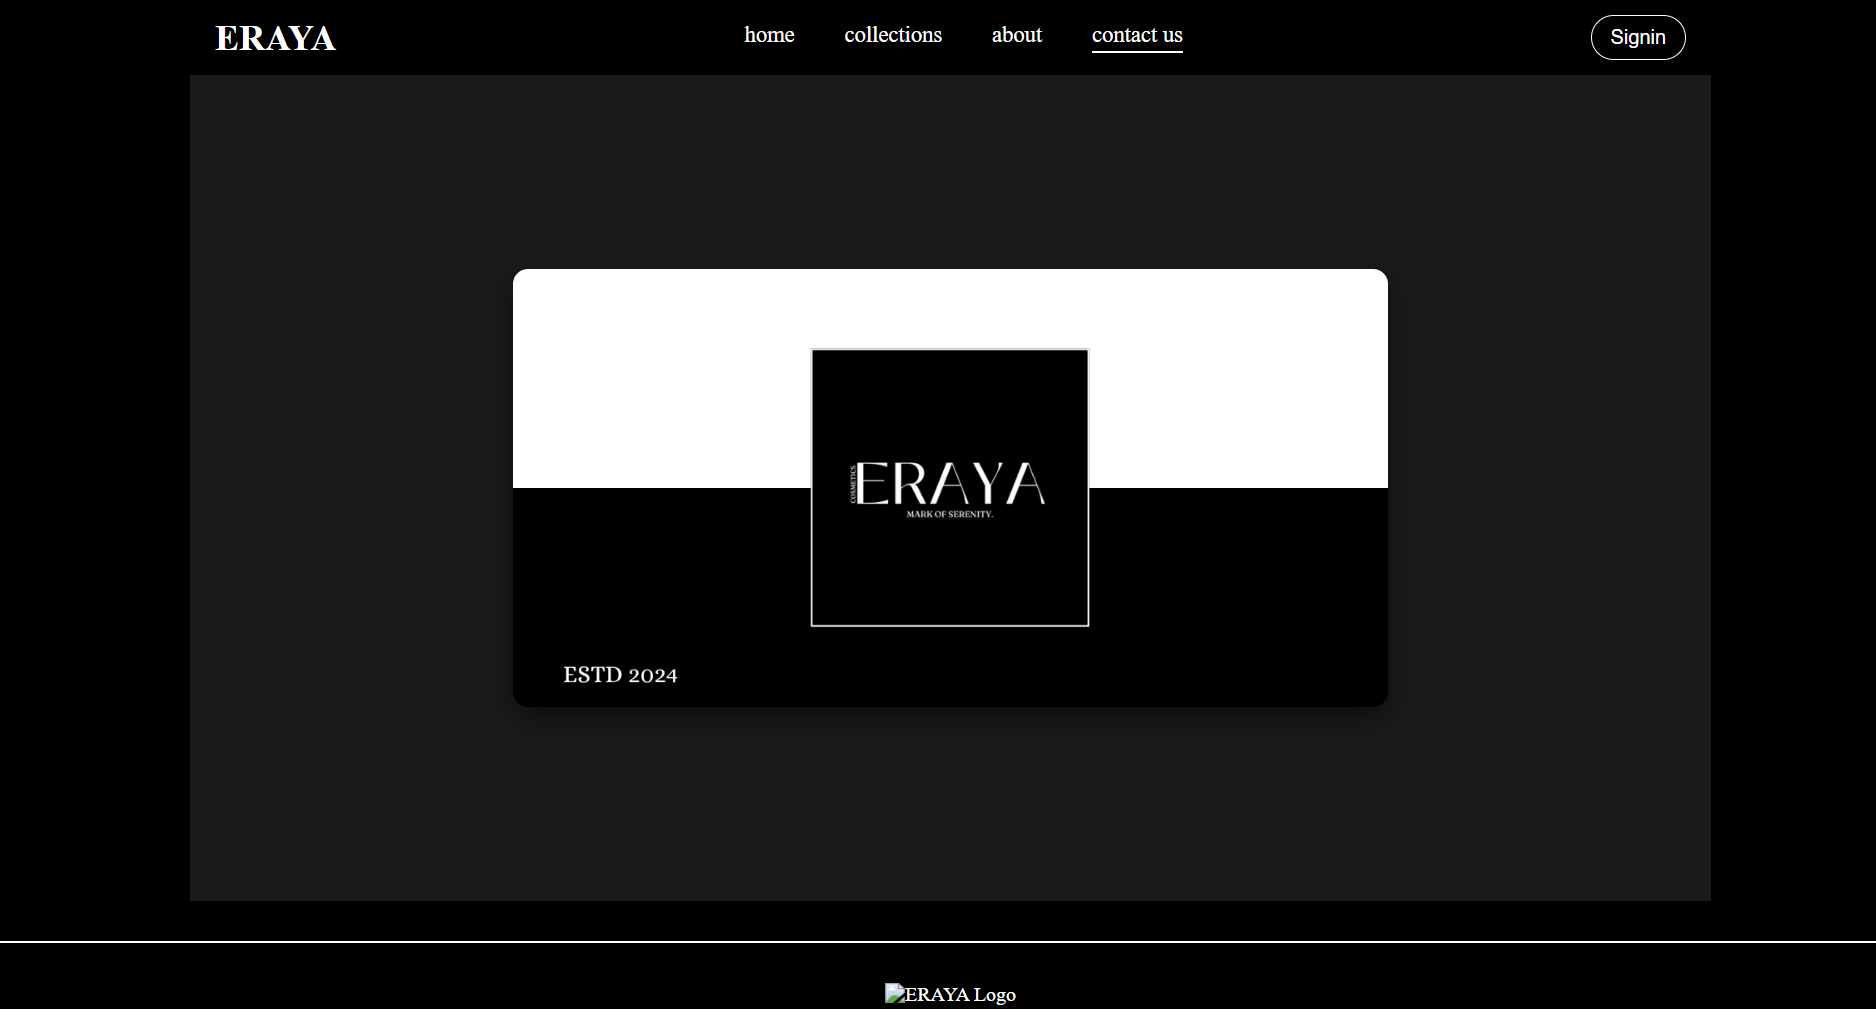 ERAYA
home
collections
about
contact us
Signin
COSMETICS
ERAYA
MARK OF SERENITY.
ESTD 2024
ERAYA Logo